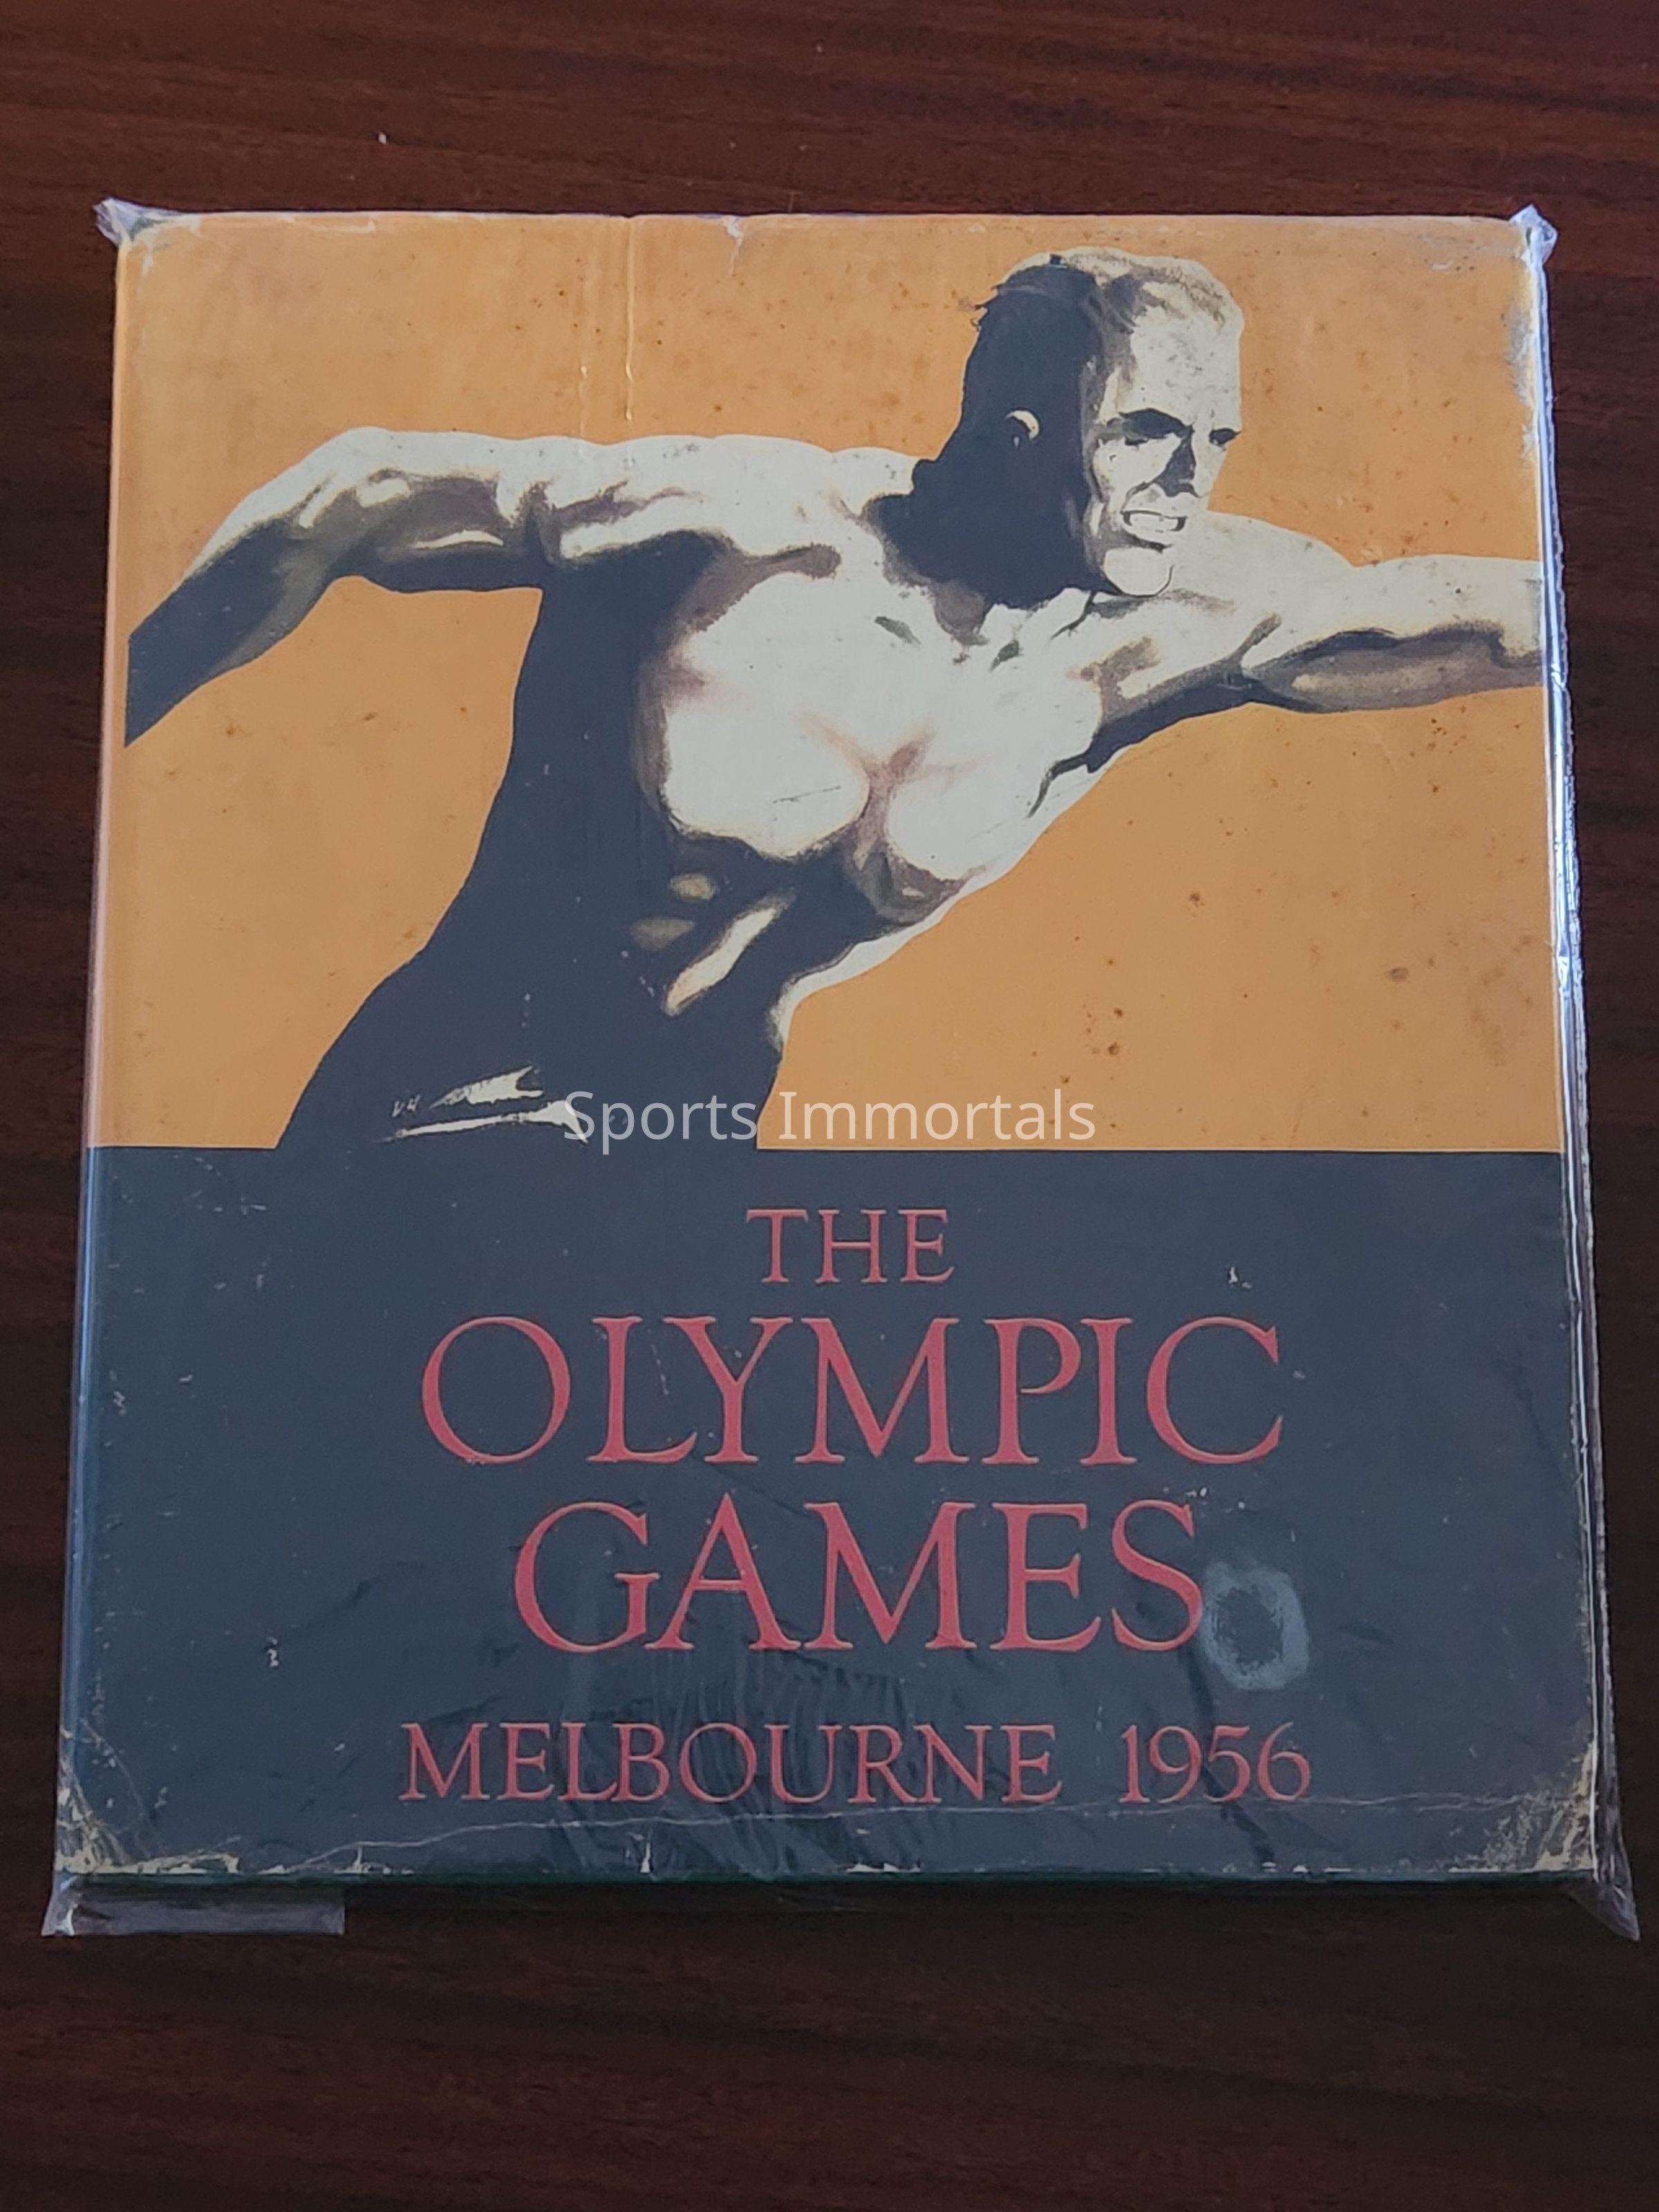 Sports Immortals
THE
OLYMPIC
GAMES
MELBOURNE 1956